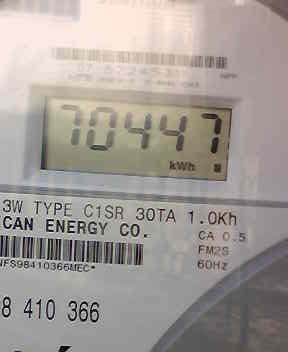 70447
kWh
3W TYPE C1SR 30TA 1.0Kh
CAN ENERGY CO.
CA 0.5
FM2S
60Hz
NFS98410366MEC*
8 410 366